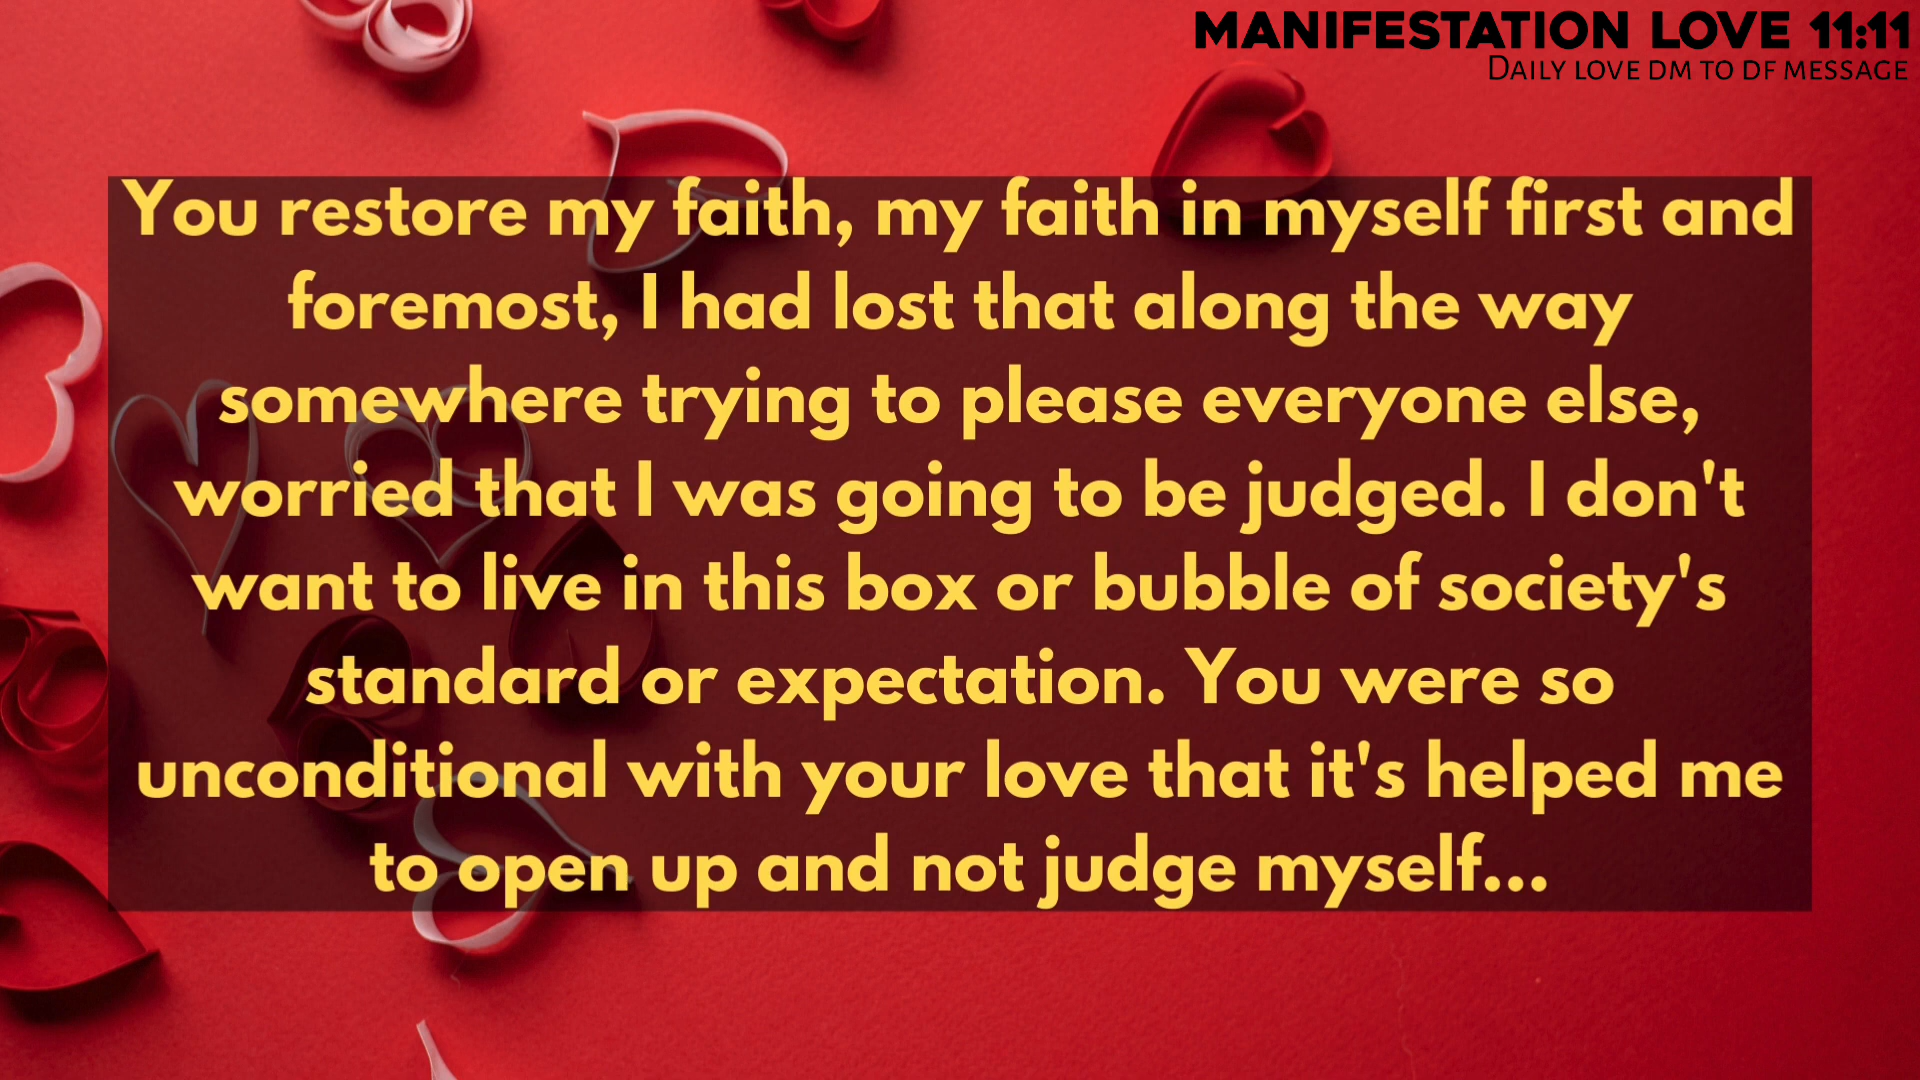 MANIFESTATION LOVE 11:11
DAILY LOVE DM TO DF MESSAGE
You restore my faith, my faith in myself first and
foremost, I had lost that along the way
somewhere trying to please everyone else,
worried that I was going to be judged. I don't
want to live in this box or bubble of society's
standard or expectation. You were so
unconditional with your love that it's helped me
to open up and not judge myself...